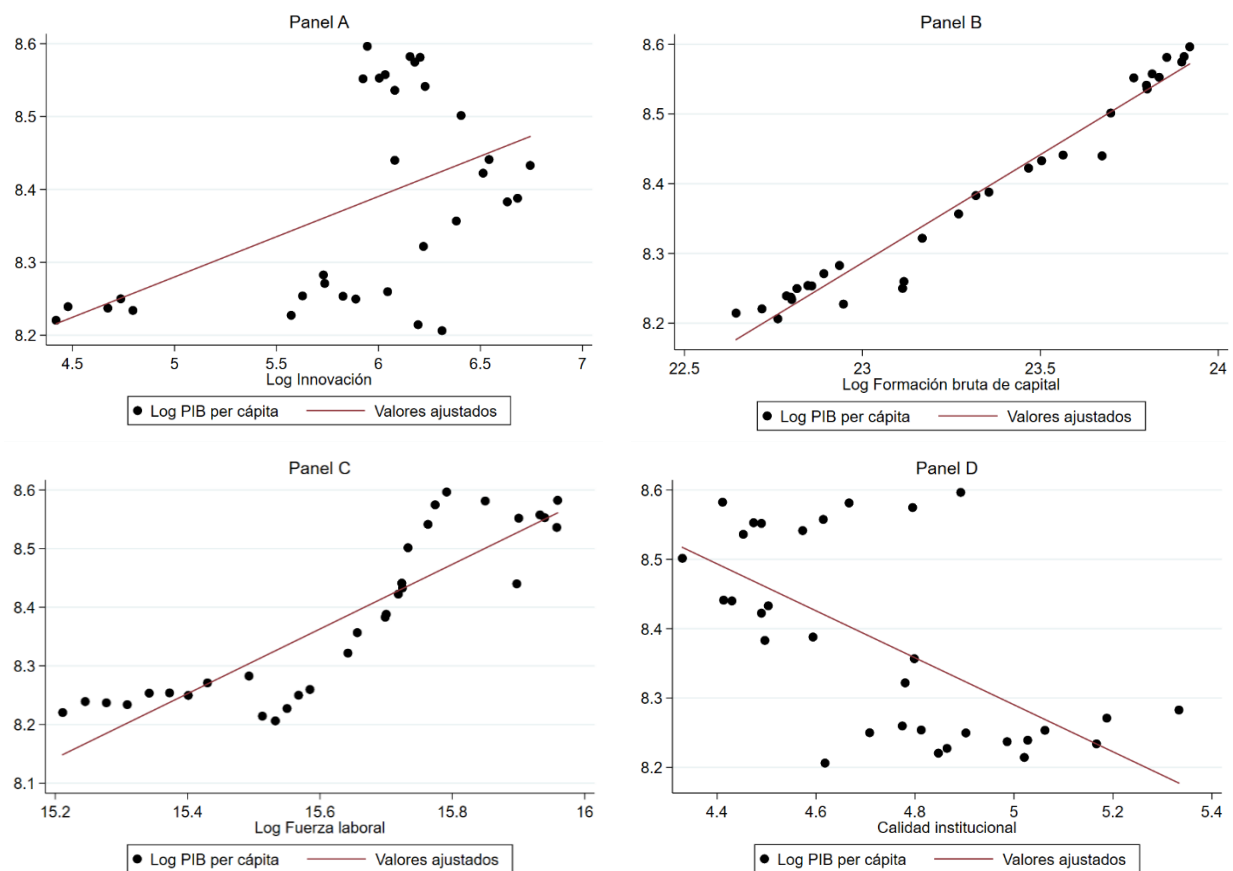 Panel A
8.6
8.5
8.4
8.3
8.2
4.5 5 5.5 6 6.5 7
Log Innovación
Log PIB per cápita Valores ajustados
Panel B
8.6
8.5
8.4
8.3
8.2
22.5 23 23.5 24
Log Formación bruta de capital
Log PIB per cápita Valores ajustados
Panel C
8.6
8.5
8.4
8.3
8.2
8.1
15.2 15.4 15.6 15.8 16
Log Fuerza laboral
Log PIB per cápita Valores ajustados
Panel D
8.6
8.5
8.4
8.3
8.2
4.4 4.6 4.8 5 5.2 5.4
Calidad institucional
Log PIB per cápita Valores ajustados